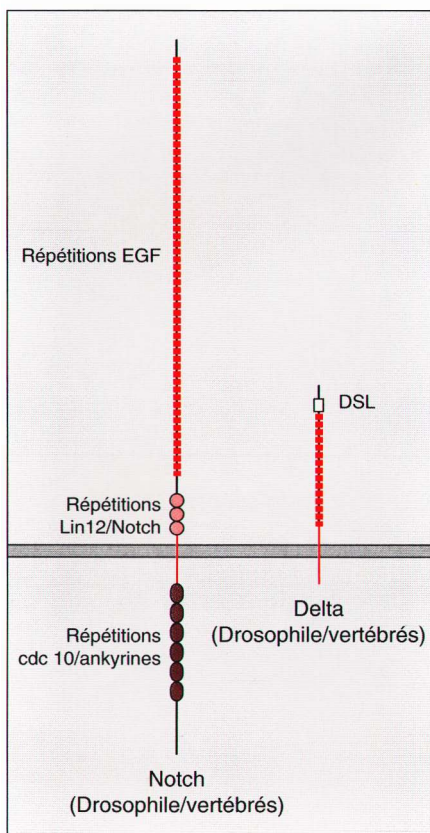 Répétitions EGF
DSL
Répétitions
Lin12/Notch
Delta
(Drosophile/vertébrés)
Répétitions
cdc 10/ankyrines
Notch
(Drosophile/vertébrés)